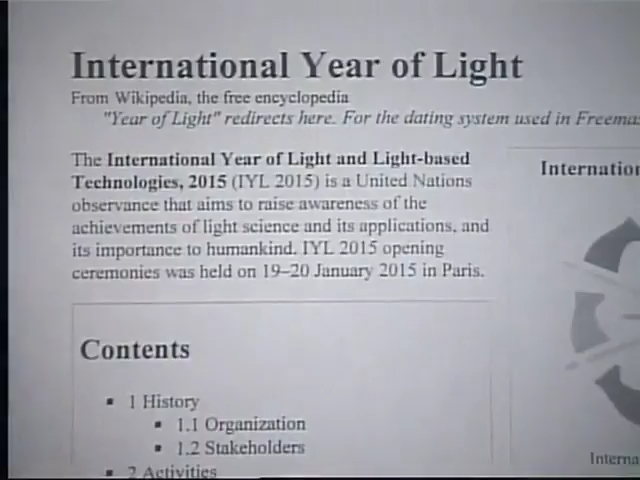 International Year of Light
From Wikipedia, the free encyclopedia
"Year of Light" redirects here. For the dating system used in Freema
The International Year of Light and Light-based
Technologies, 2015 (IYL 2015) is a United Nations
observance that aims to raise awareness of the
achievements of light science and its applications, and
its importance to humankind. IYL 2015 opening
ceremonies was held on 19–20 January 2015 in Paris.
Internation
Contents
1 History
1.1 Organization
1.2 Stakeholders
2 Activities
Interna